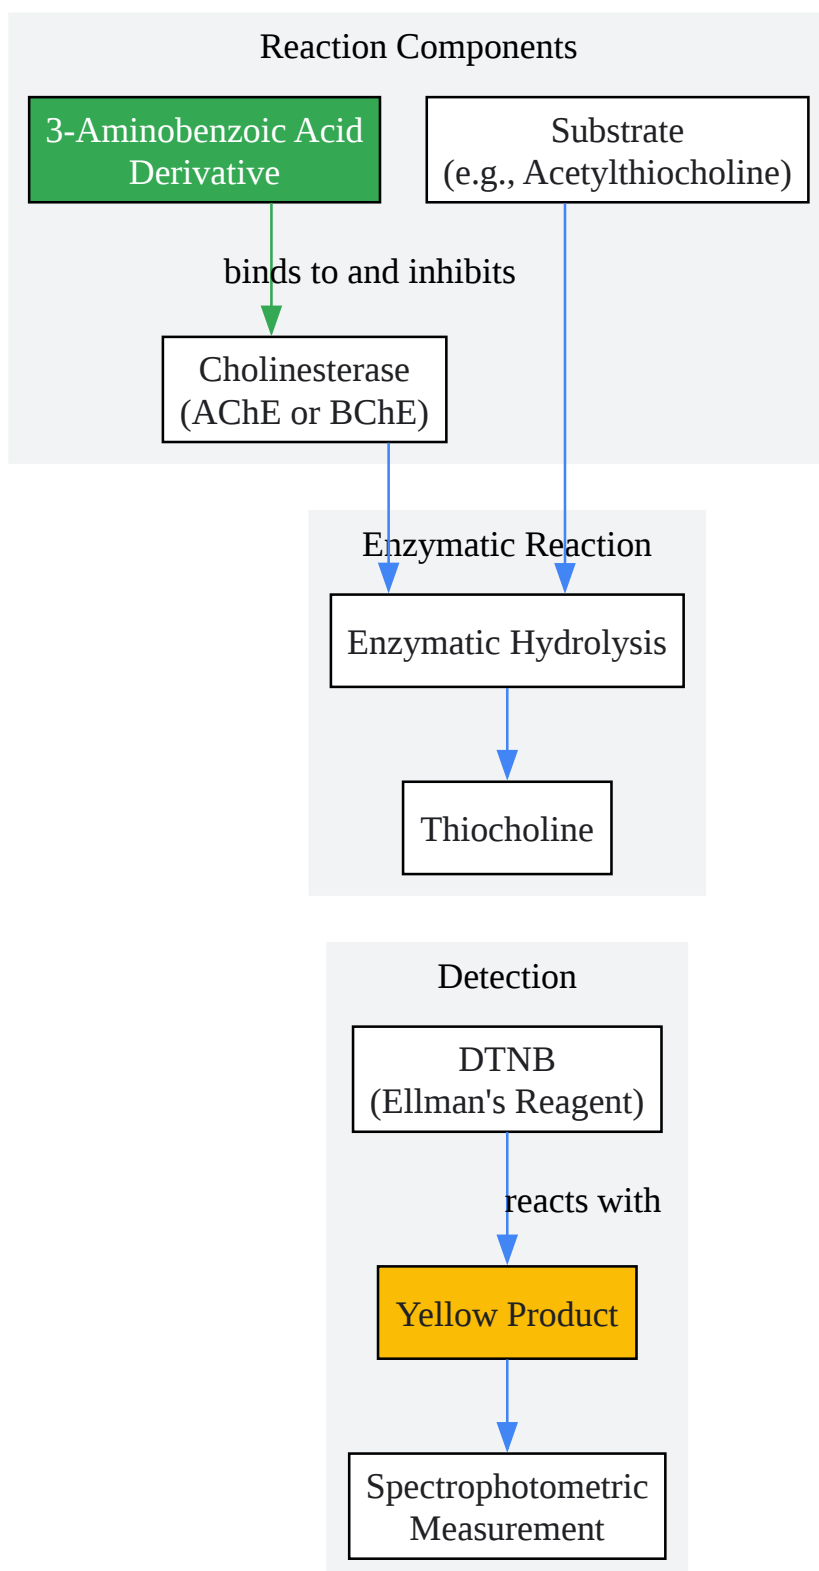 Reaction Components
3-Aminobenzoic Acid
Derivative
Substrate
(e.g., Acetylthiocholine)
binds to and inhibits
Cholinesterase
(AChE or BChE)
Enzymatic Reaction
Enzymatic Hydrolysis
Thiocholine
Detection
DTNB
(Ellman's Reagent)
reacts with
Yellow Product
Spectrophotometric
Measurement